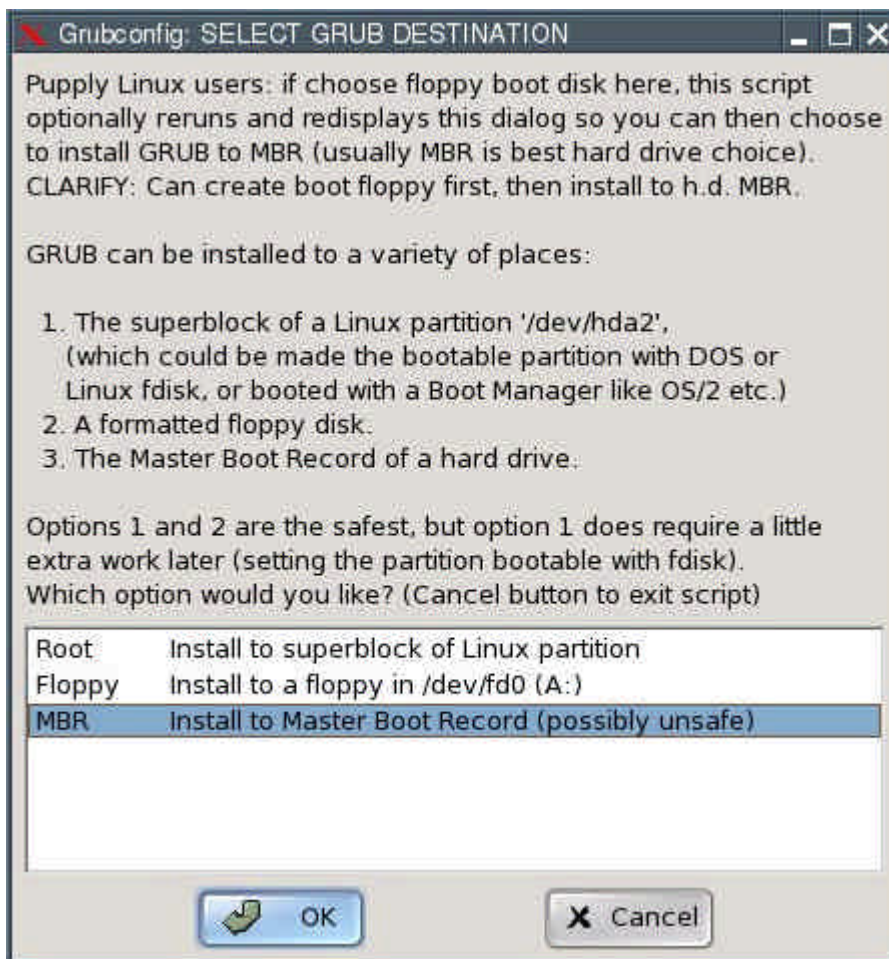 Grubconfig: SELECT GRUB DESTINATION
Pupply Linux users: if choose floppy boot disk here, this script
optionally reruns and redisplays this dialog so you can then choose
to install GRUB to MBR (usually MBR is best hard drive choice).
CLARIFY: Can create boot floppy first, then install to h.d. MBR.
GRUB can be installed to a variety of places:
1. The superblock of a Linux partition '/dev/hda2',
(which could be made the bootable partition with DOS or
Linux fdisk, or booted with a Boot Manager like OS/2 etc.)
2. A formatted floppy disk.
3. The Master Boot Record of a hard drive.
Options 1 and 2 are the safest, but option 1 does require a little
extra work later (setting the partition bootable with fdisk).
Which option would you like? (Cancel button to exit script)
Root Install to superblock of Linux partition
Floppy Install to a floppy in /dev/fd0 (A:)
MBR Install to Master Boot Record (possibly unsafe)
OK Cancel